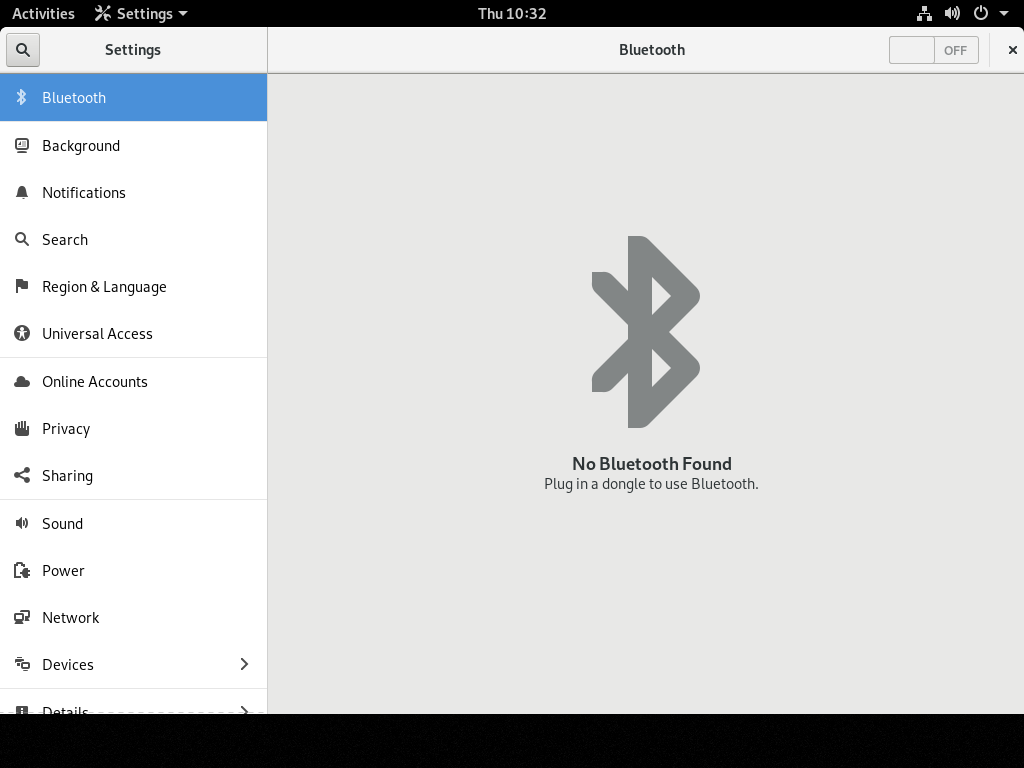 Activities Settings Thu 10:32
Settings Bluetooth OFF
Bluetooth
Background
Notifications
Search
Region & Language
Universal Access
Online Accounts
Privacy
Sharing
Sound
Power
Network
Devices
Details
No Bluetooth Found
Plug in a dongle to use Bluetooth.